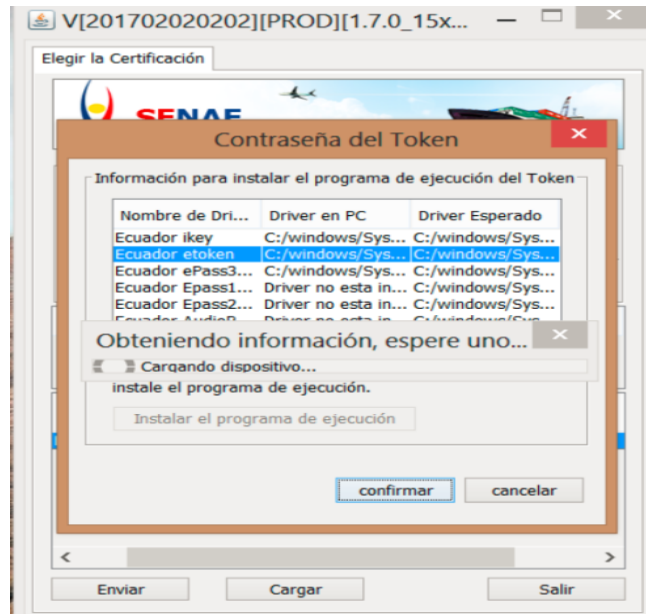 V[201702020202][PROD][1.7.0_15x...
Elegir la Certificación
SENAE
Contraseña del Token
Información para instalar el programa de ejecución del Token
Nombre de Dri... Driver en PC Driver Esperado
Ecuador ikey C:/windows/Sys... C:/windows/Sys...
Ecuador etoken C:/windows/Sys... C:/windows/Sys...
Ecuador ePass3... C:/windows/Sys... C:/windows/Sys...
Ecuador Epass1... Driver no esta in... C:/windows/Sys...
Ecuador Epass2... Driver no esta in... C:/windows/Sys...
Obteniendo información, espere uno...
Cargando dispositivo...
instale el programa de ejecución.
Instalar el programa de ejecución
confirmar cancelar
Enviar Cargar Salir